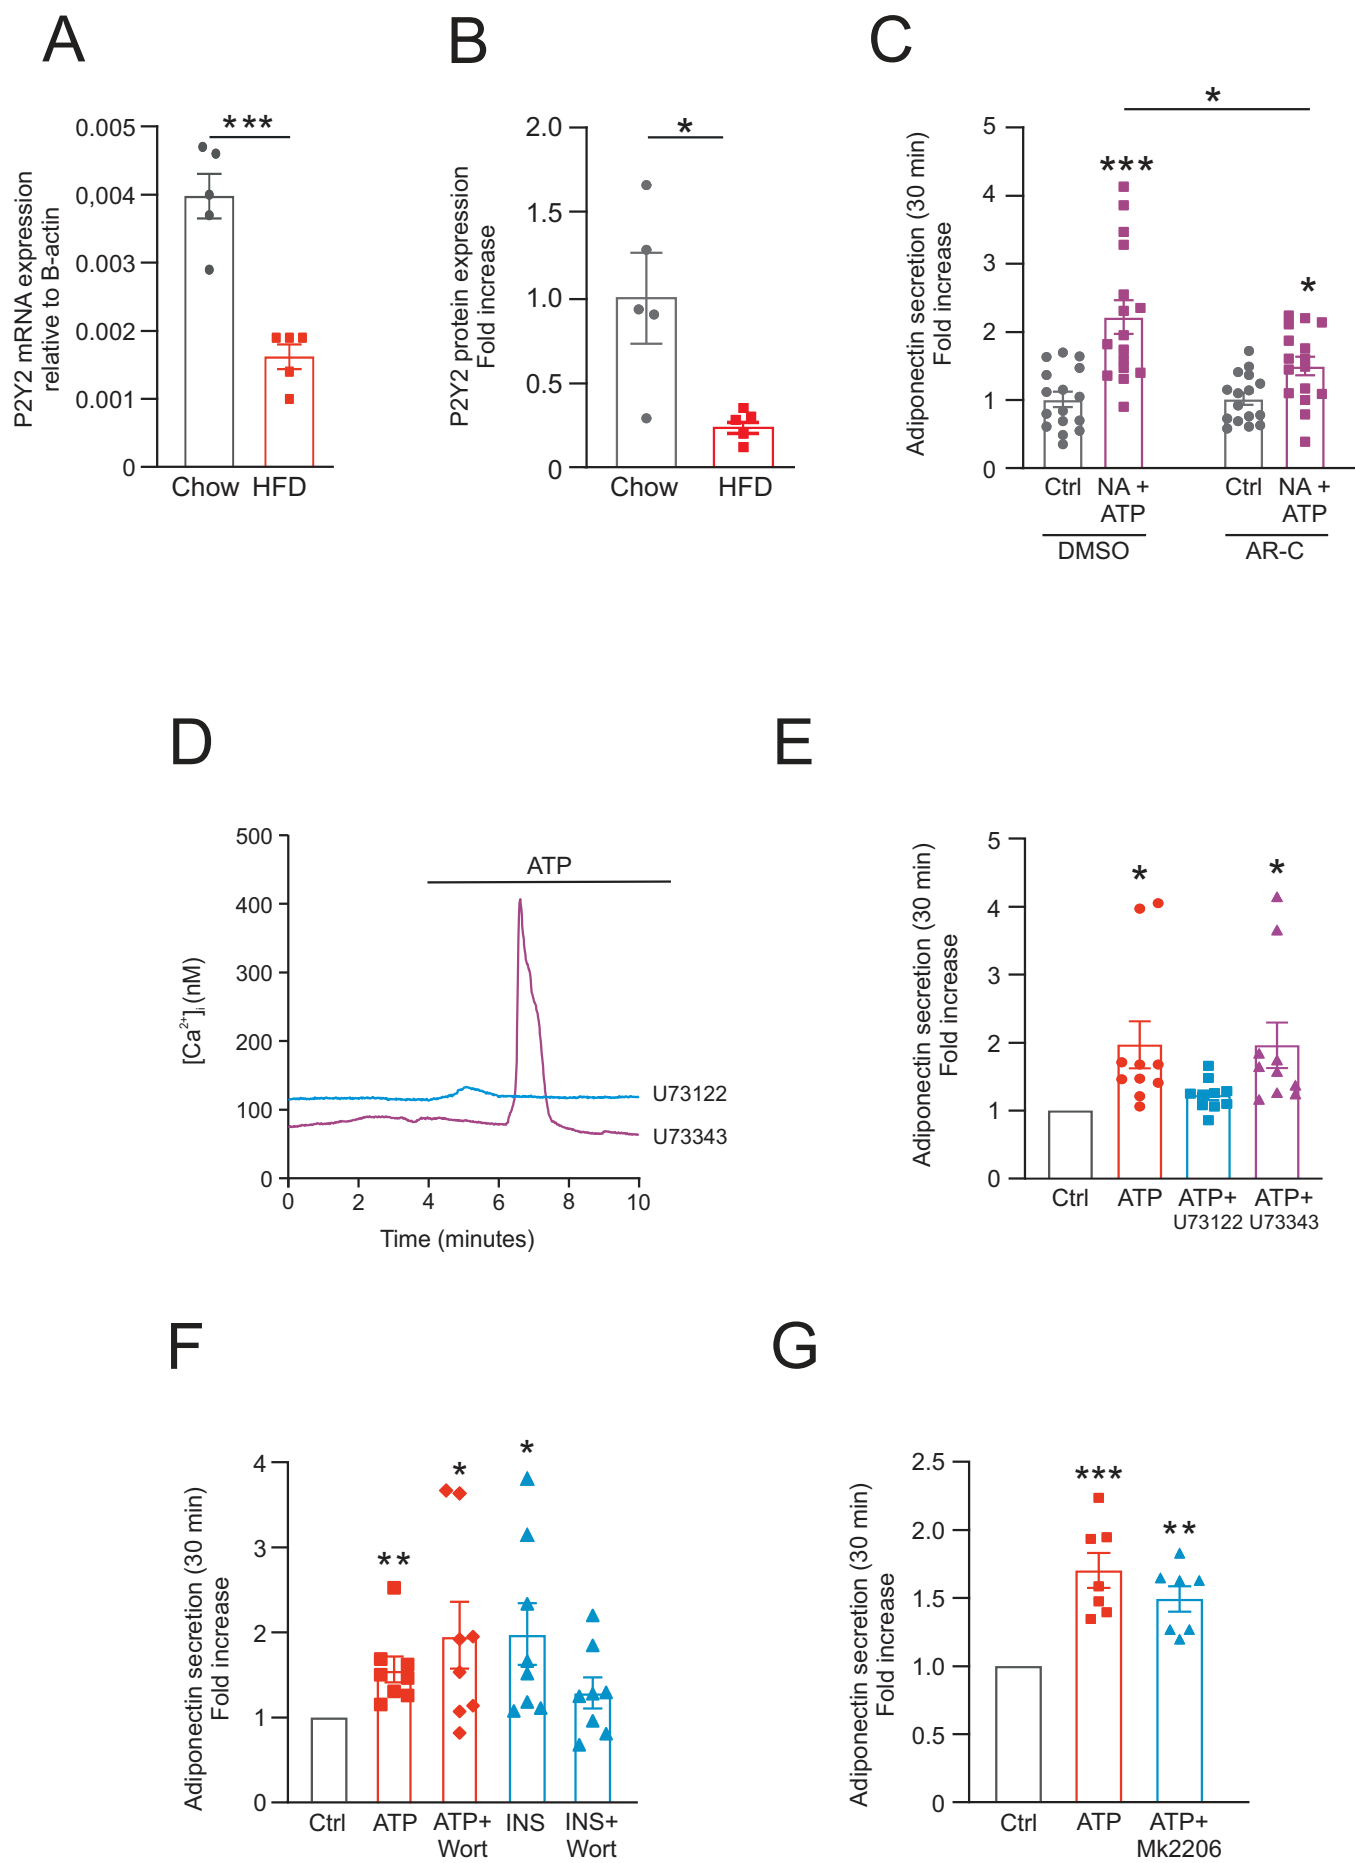 A
B
C
P2Y2 mRNA expression
relative to B-actin
0.005
0,004
0.003
0.002
0.001
0
***
Chow HFD
P2Y2 protein expression
Fold increase
2.0
1,5
1.0
0.5
0
*
Chow HFD
Adiponectin secretion (30 min)
Fold increase
5
4
3
2
1
0
*
***
*
Ctrl NA + Ctrl NA +
ATP ATP
DMSO AR-C
D
E
[Ca²⁺]ᵢ (nM)
500
400
300
200
100
0
ATP
U73122
U73343
0 2 4 6 8 10
Time (minutes)
Adiponectin secretion (30 min)
Fold increase
5
4
3
2
1
0
* *
Ctrl ATP ATP+ ATP+
U73122 U73343
F
G
Adiponectin secretion (30 min)
Fold increase
4
3
2
1
0
**
*
*
Ctrl ATP ATP+ INS INS+
Wort Wort
Adiponectin secretion (30 min)
Fold increase
2.5
2.0
1.5
1.0
0.5
0
***
**
Ctrl ATP ATP+
Mk2206